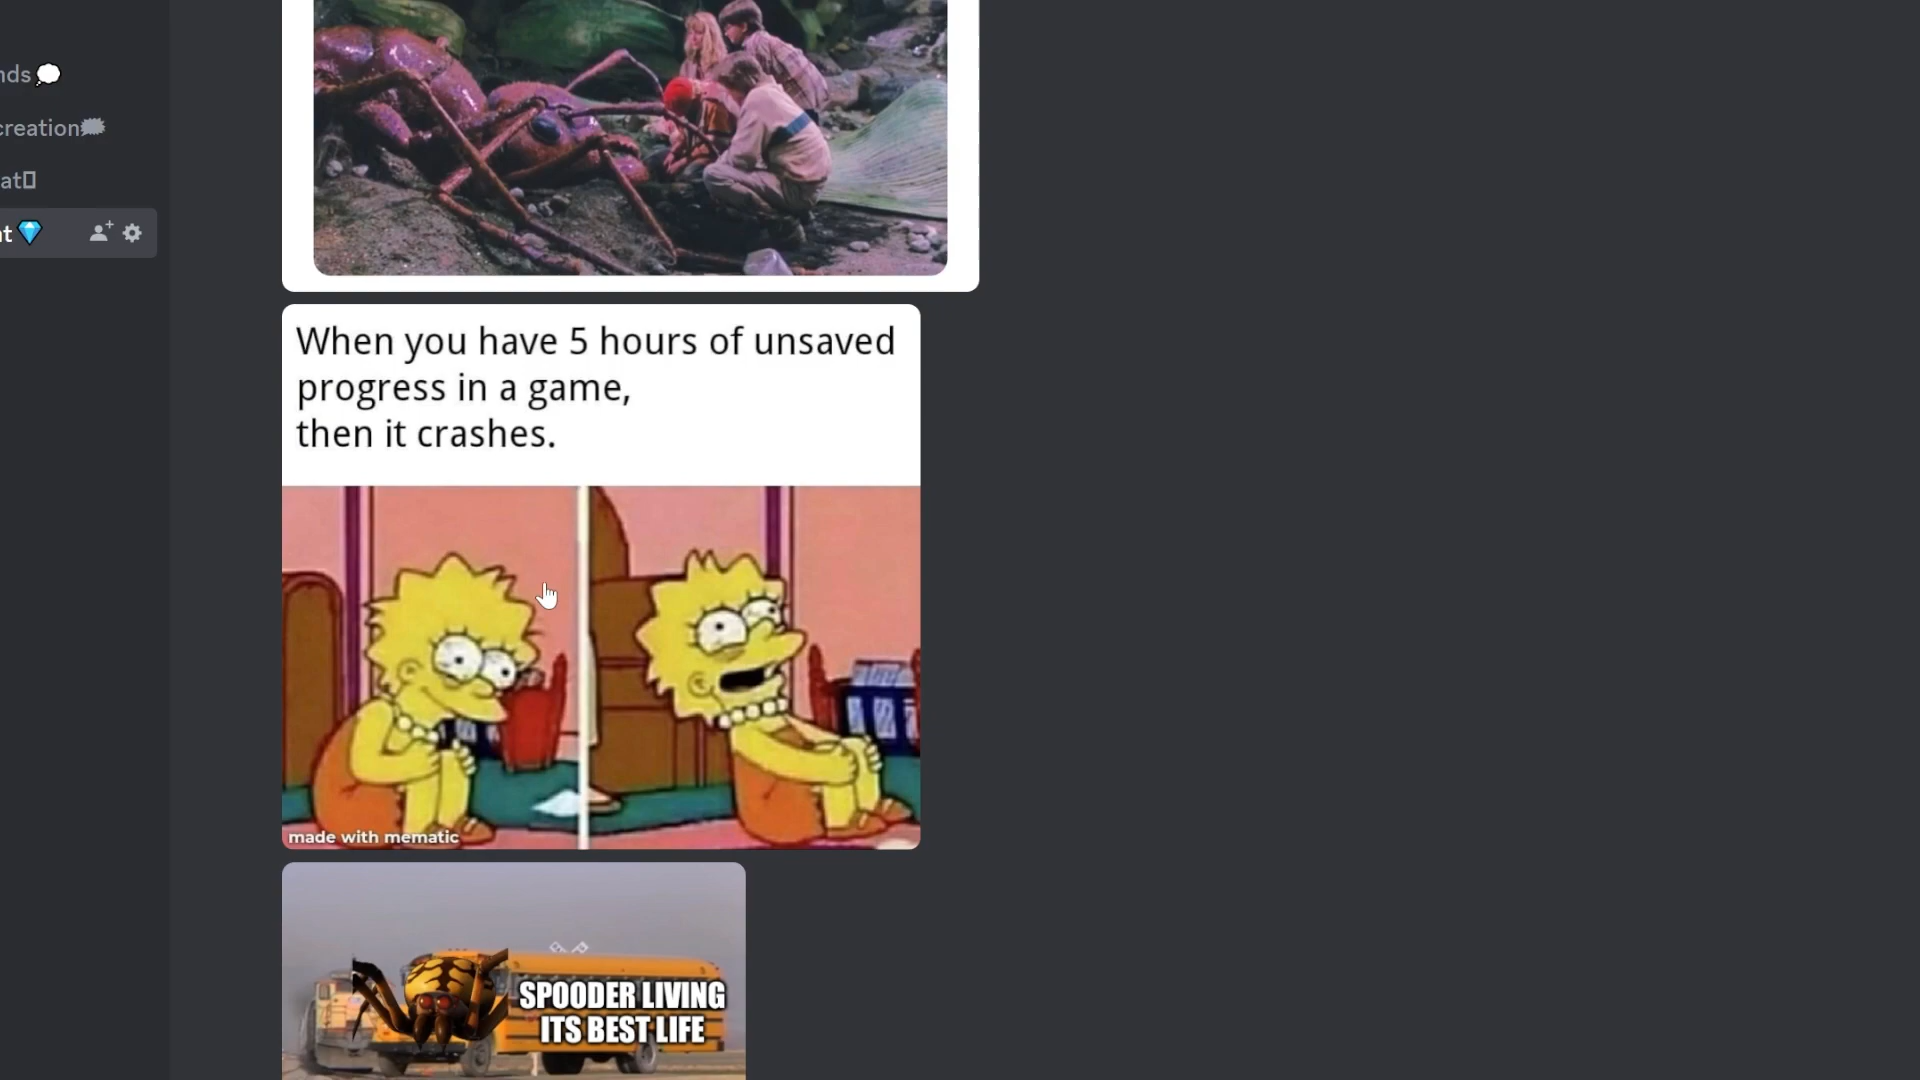 nds
creation
at
nt
When you have 5 hours of unsaved
progress in a game,
then it crashes.
made with mematic
SPOODER LIVING
ITS BEST LIFE